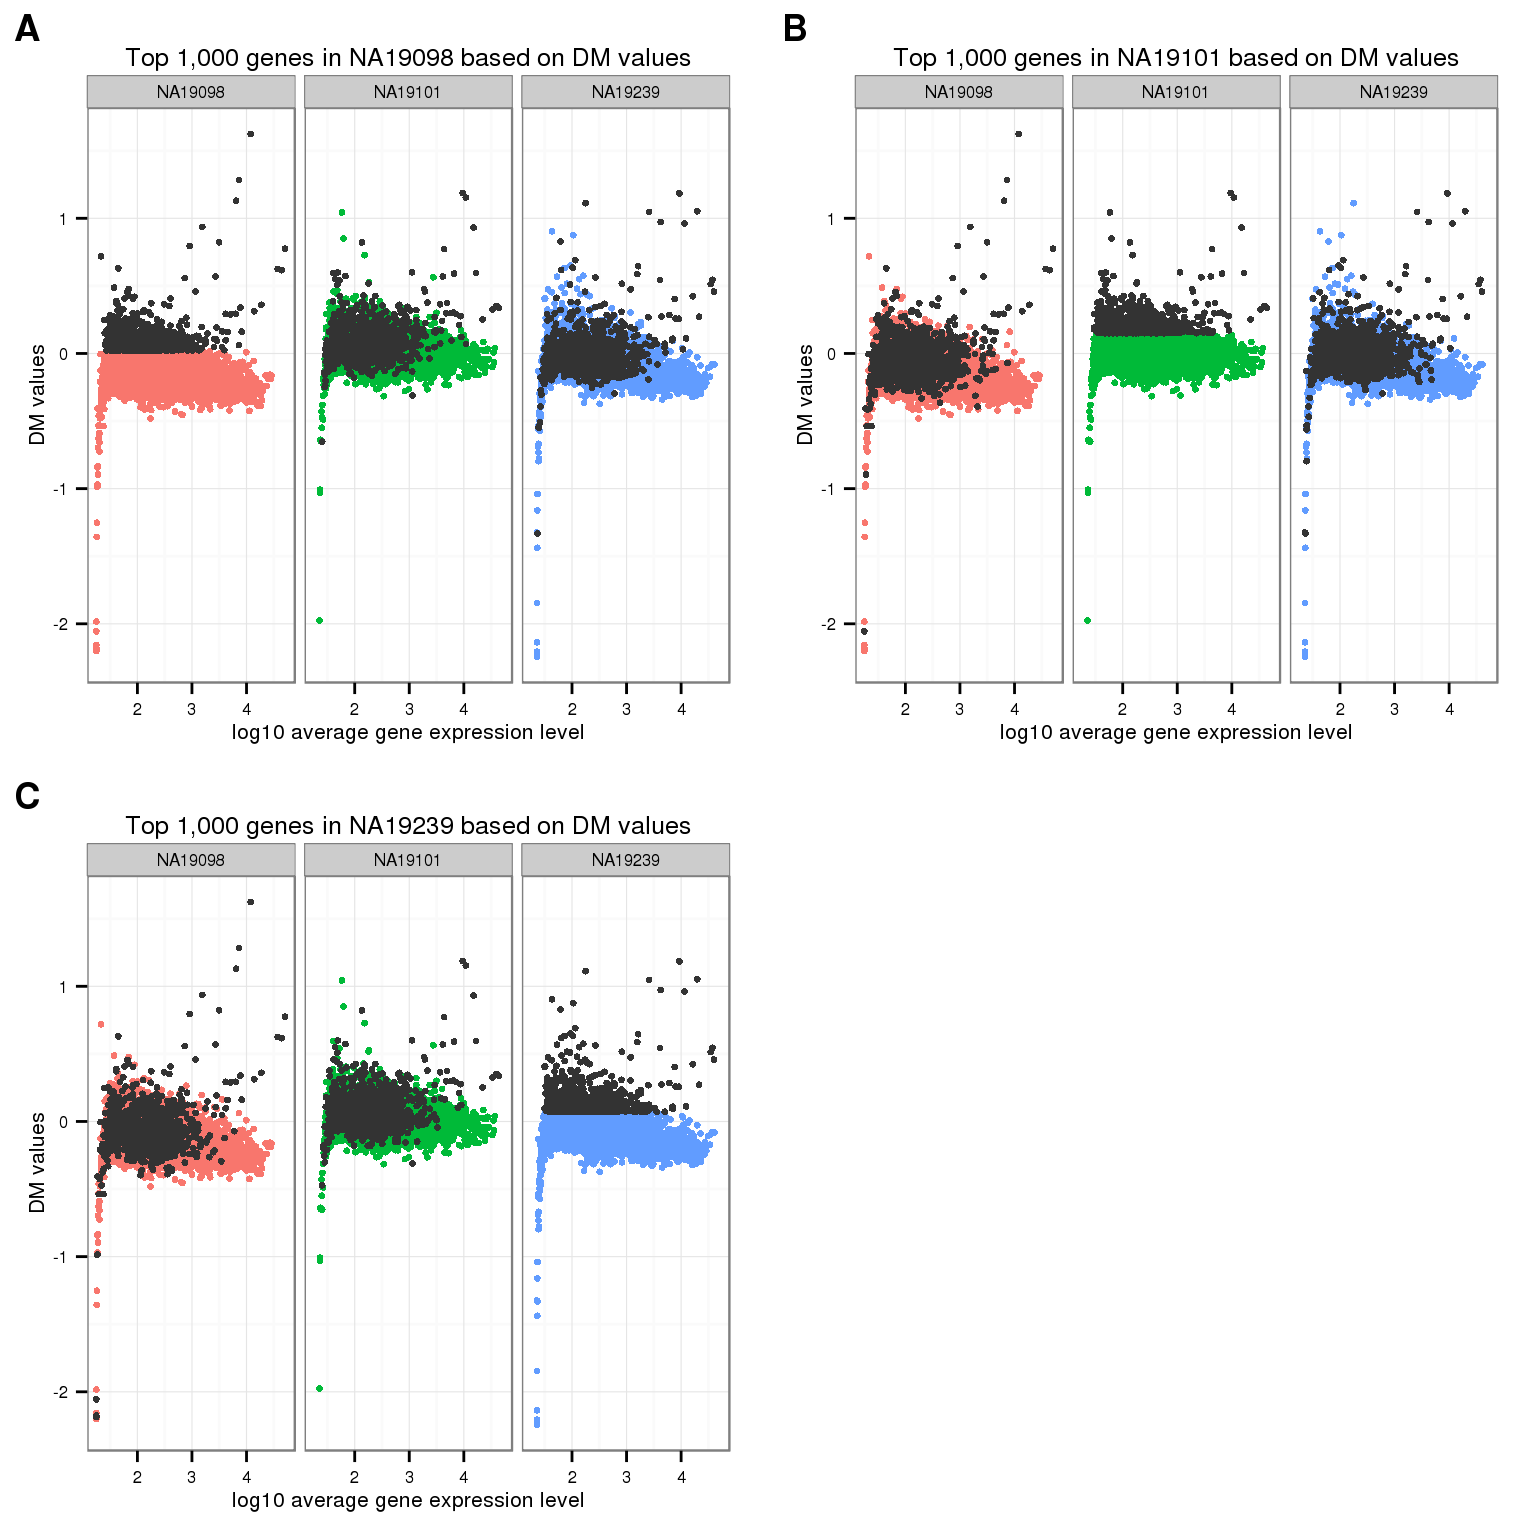 A
Top 1,000 genes in NA19098 based on DM values
NA19098 NA19101 NA19239
1
0
-1
-2
DM values
2 3 4 2 3 4 2 3 4
log10 average gene expression level
B
Top 1,000 genes in NA19101 based on DM values
NA19098 NA19101 NA19239
1
0
-1
-2
DM values
2 3 4 2 3 4 2 3 4
log10 average gene expression level
C
Top 1,000 genes in NA19239 based on DM values
NA19098 NA19101 NA19239
1
0
-1
-2
DM values
2 3 4 2 3 4 2 3 4
log10 average gene expression level